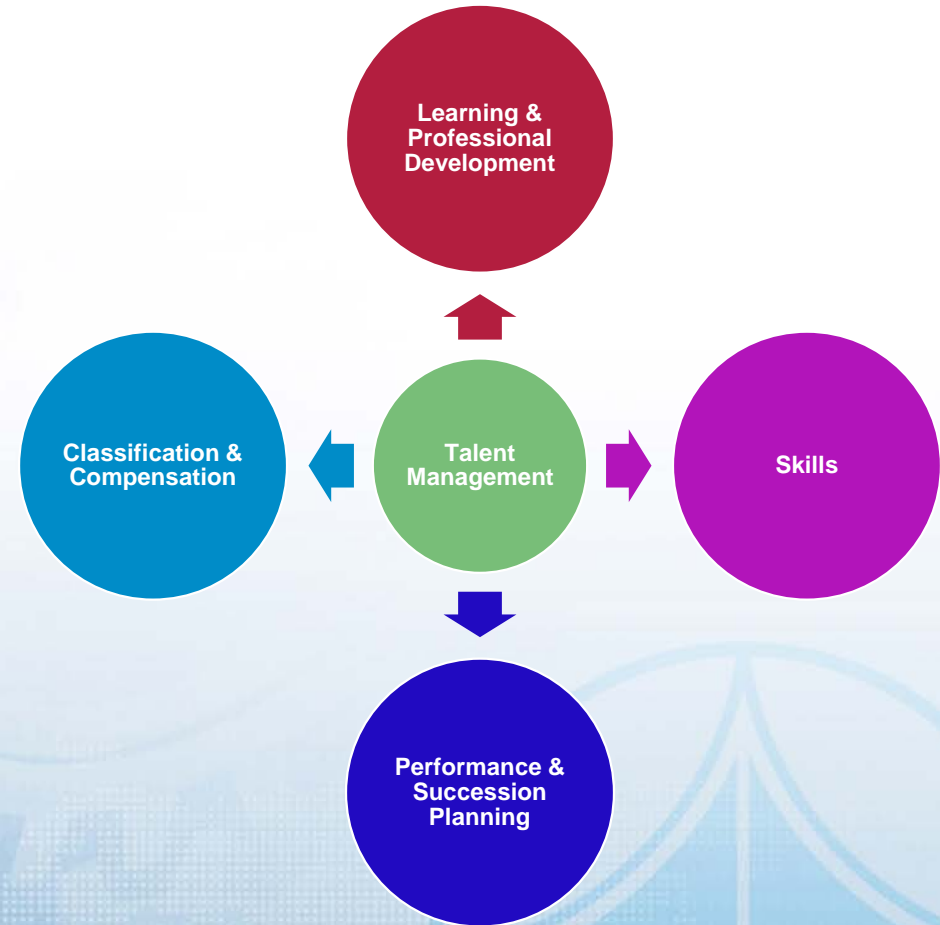 Learning &
Professional
Development
Classification &
Compensation
Talent
Management
Skills
Performance &
Succession
Planning